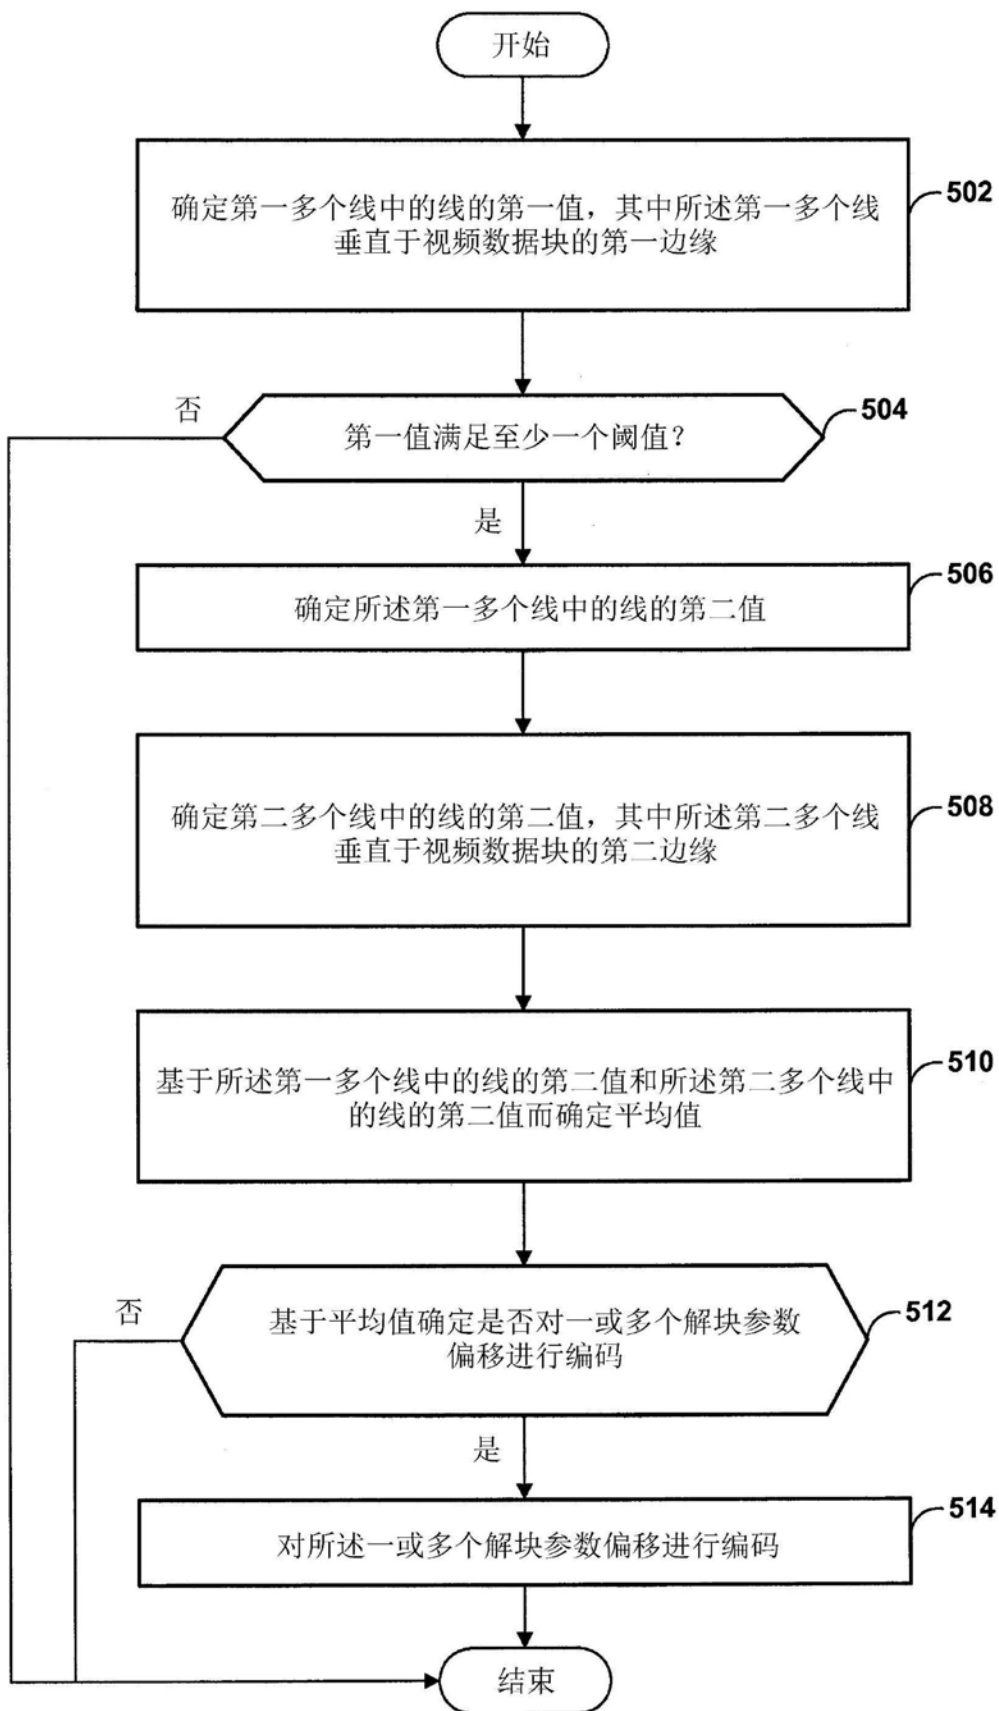 开始
确定第一多个线中的线的第一值，其中所述第一多个线
垂直于视频数据块的第一边缘
502
否
第一值满足至少一个阈值？
504
是
确定所述第一多个线中的线的第二值
506
确定第二多个线中的线的第二值，其中所述第二多个线
垂直于视频数据块的第二边缘
508
基于所述第一多个线中的线的第二值和所述第二多个线中
的线的第二值而确定平均值
510
否
基于平均值确定是否对一或多个解块参数
偏移进行编码
512
是
对所述一或多个解块参数偏移进行编码
514
结束